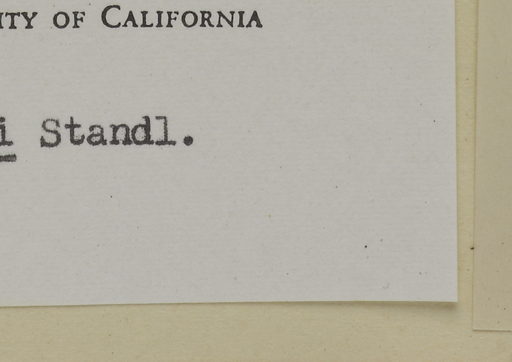 ITY OF CALIFORNIA
i Standl.